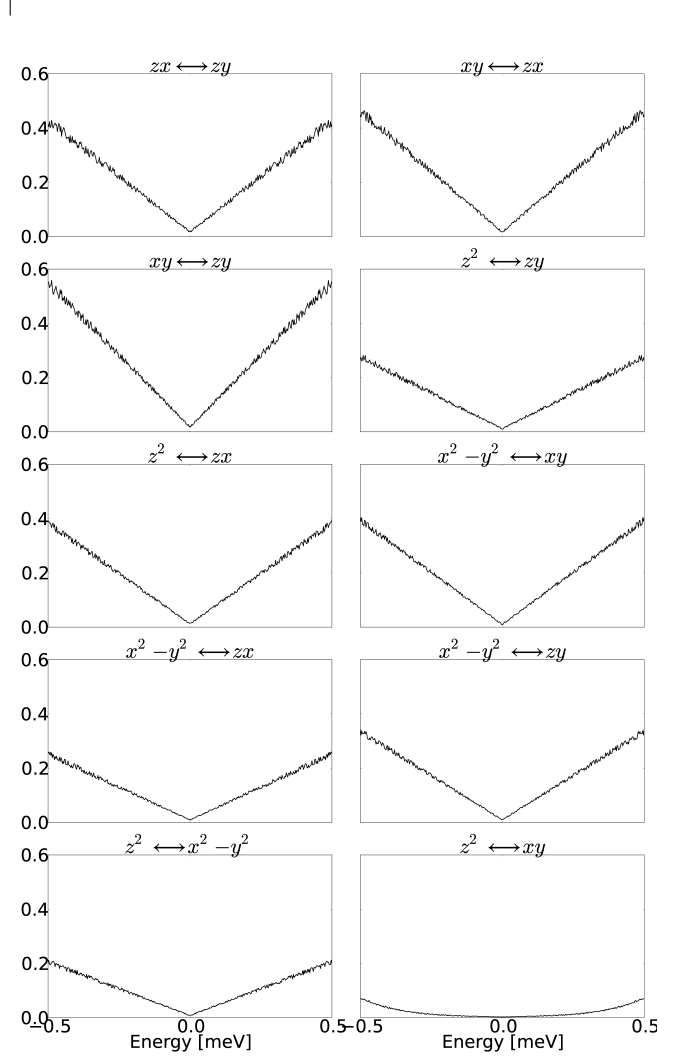 zx ⟷ zy
xy ⟷ zx
0.6
0.4
0.2
0.0
xy ⟷ zy
z² ⟷ zy
0.6
0.4
0.2
0.0
z² ⟷ zx
x² − y² ⟷ xy
0.6
0.4
0.2
0.0
x² − y² ⟷ zx
x² − y² ⟷ zy
0.6
0.4
0.2
0.0
z² ⟷ x² − y²
z² ⟷ xy
0.6
0.4
0.2
0.0
−0.5 0.0 0.5
−0.5 0.0 0.5
Energy [meV]
Energy [meV]